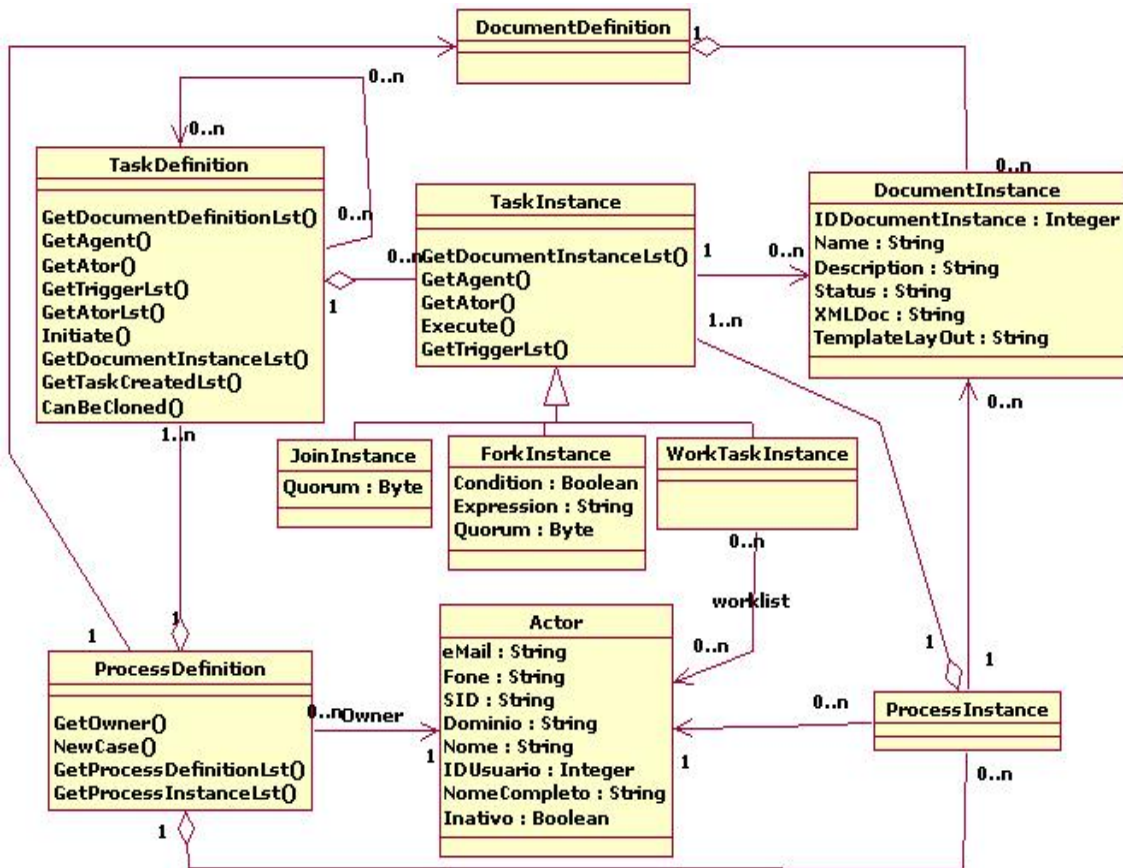 DocumentDefinition
1
0..n
0..n
TaskDefinition
GetDocumentDefinitionLst()
GetAgent()
GetAtor()
GetTriggerLst()
GetAtorLst()
Initiate()
GetDocumentInstanceLst()
GetTaskCreatedLst()
CanBeCloned()
0..n
0..n
1
TaskInstance
GetDocumentInstanceLst()
GetAgent()
GetAtor()
Execute()
GetTriggerLst()
1
0..n
1..n
0..n
DocumentInstance
IDDocumentInstance : Integer
Name : String
Description : String
Status : String
XMLDoc : String
TemplateLayOut : String
0..n
1..n
JoinInstance
Quorum : Byte
ForkInstance
Condition : Boolean
Expression : String
Quorum : Byte
WorkTaskInstance
0..n
worklist
0..n
1
1
ProcessDefinition
GetOwner()
NewCase()
GetProcessDefinitionLst()
GetProcessInstanceLst()
0..n
Owner
1
Actor
eMail : String
Fone : String
SID : String
Dominio : String
Nome : String
IDUsuario : Integer
NomeCompleto : String
Inativo : Boolean
1
0..n
1
1
ProcessInstance
0..n
1